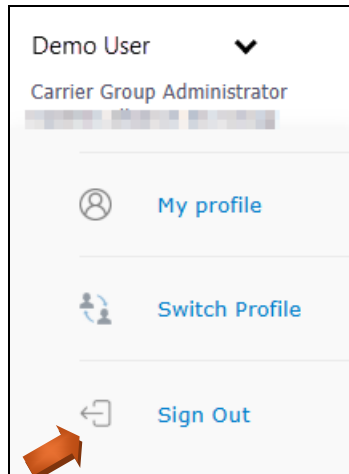 Demo User
Carrier Group Administrator
My profile
Switch Profile
Sign Out